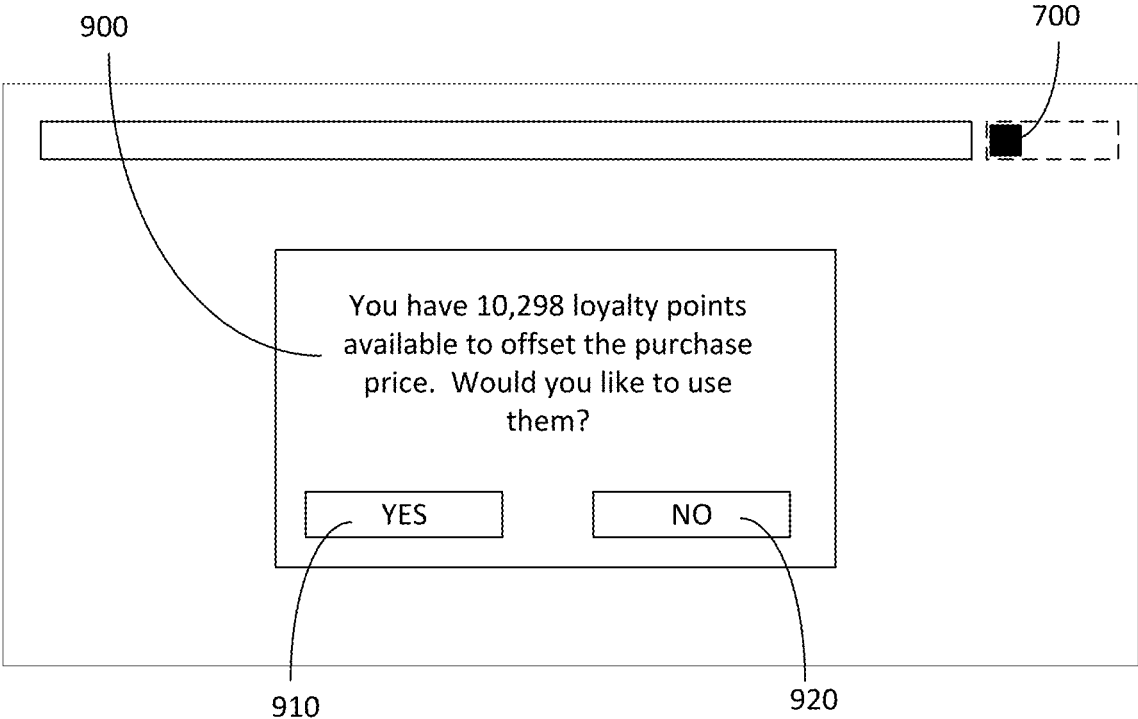 900
700
You have 10,298 loyalty points
available to offset the purchase
price.  Would you like to use
them?
YES
NO
910
920